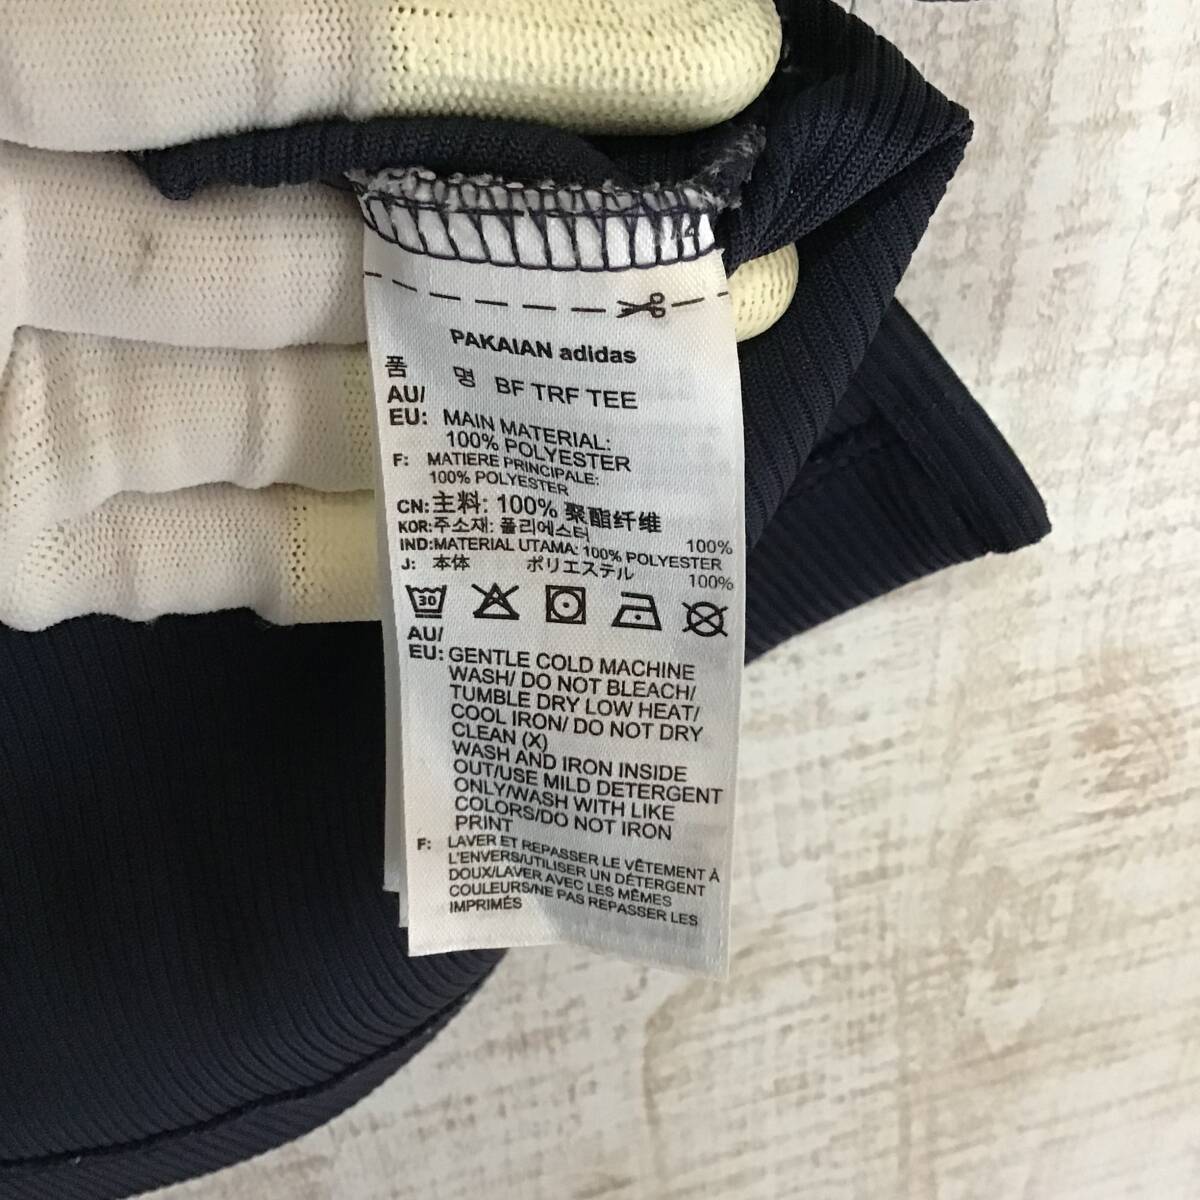 PAKAIAN adidas
품 명 BF TRF TEE
AU/
EU: MAIN MATERIAL:
100% POLYESTER
F: MATIERE PRINCIPALE:
100% POLYESTER
CN:主料: 100% 聚酯纤维
KOR:주소재: 폴리에스터 100%
IND:MATERIAL UTAMA: 100% POLYESTER
J: 本体 ポリエステル 100%
30
AU/
EU: GENTLE COLD MACHINE
WASH/ DO NOT BLEACH/
TUMBLE DRY LOW HEAT/
COOL IRON/ DO NOT DRY
CLEAN (X)
WASH AND IRON INSIDE
OUT/USE MILD DETERGENT
ONLY/WASH WITH LIKE
COLORS/DO NOT IRON
PRINT
F: LAVER ET REPASSER LE VÊTEMENT À
L'ENVERS/UTILISER UN DÉTERGENT
DOUX/LAVER AVEC LES MÊMES
COULEURS/NE PAS REPASSER LES
IMPRIMÉS